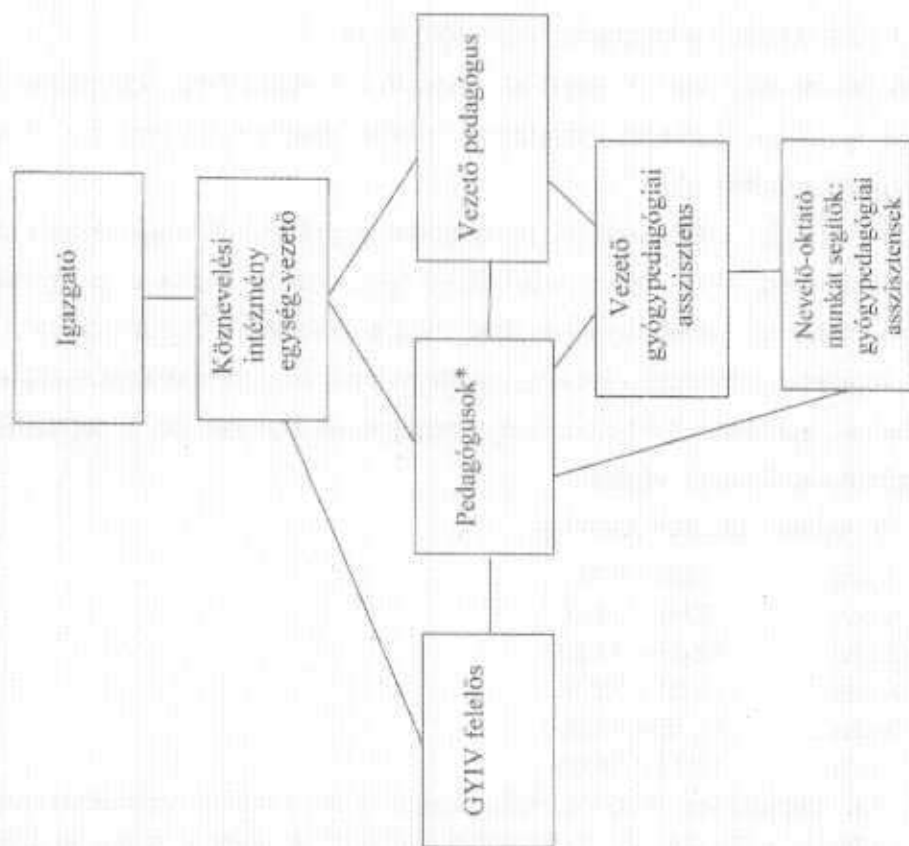 Igazgató
Köznevelési
intézmény
egység-vezető
GYIV felelős
Pedagógusok*
Vezető pedagógus
Vezető
gyógypedagógiai
asszisztens
Nevelő-oktató
munkát segítők:
gyógypedagógiai
asszisztensek